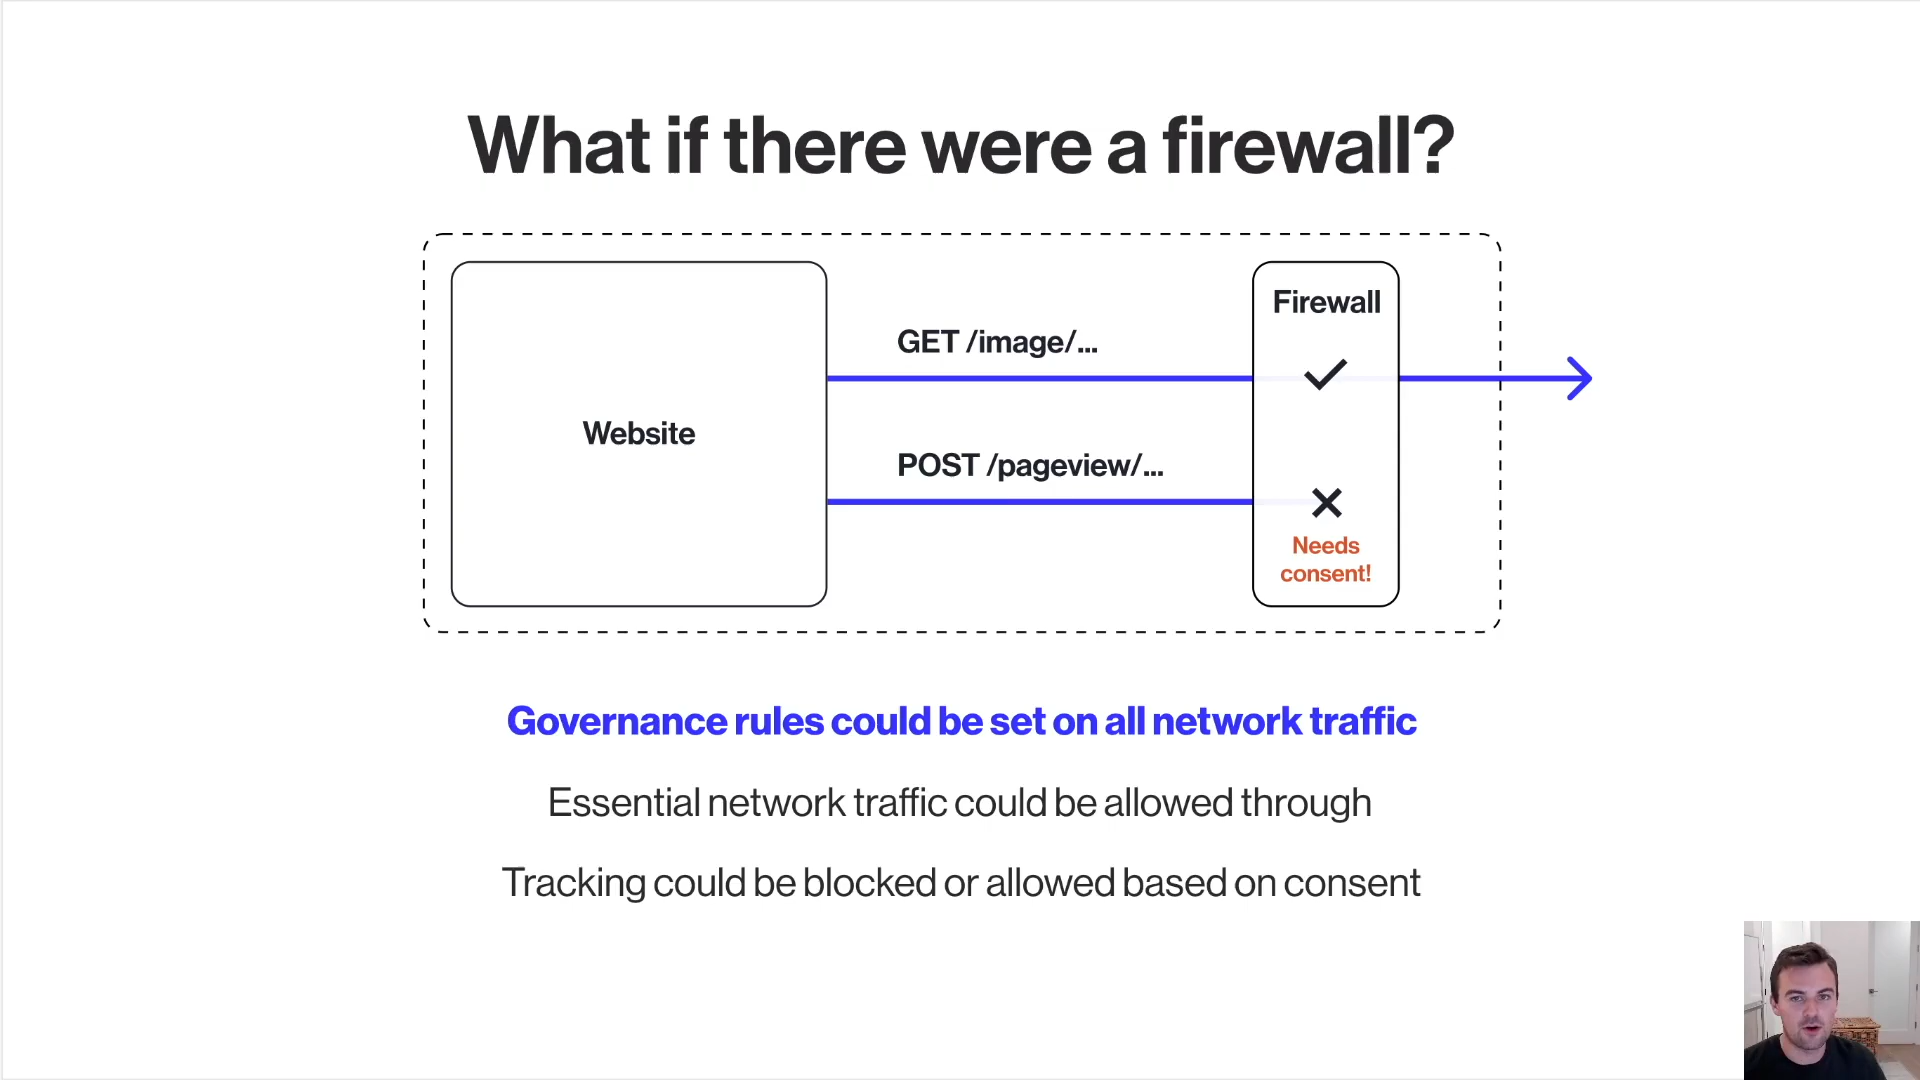 What if there were a firewall?
Website
GET /image/...
POST /pageview/...
Firewall
Needs
consent!
Governance rules could be set on all network traffic
Essential network traffic could be allowed through
Tracking could be blocked or allowed based on consent